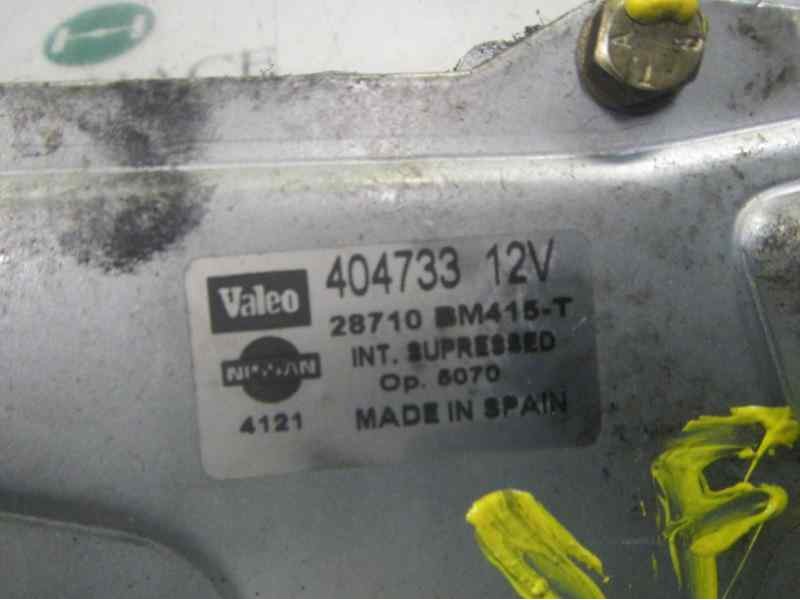 Valeo 404733 12V
28710 BM415-T
NISSAN INT. SUPRESSED
Op. 5070
4121 MADE IN SPAIN